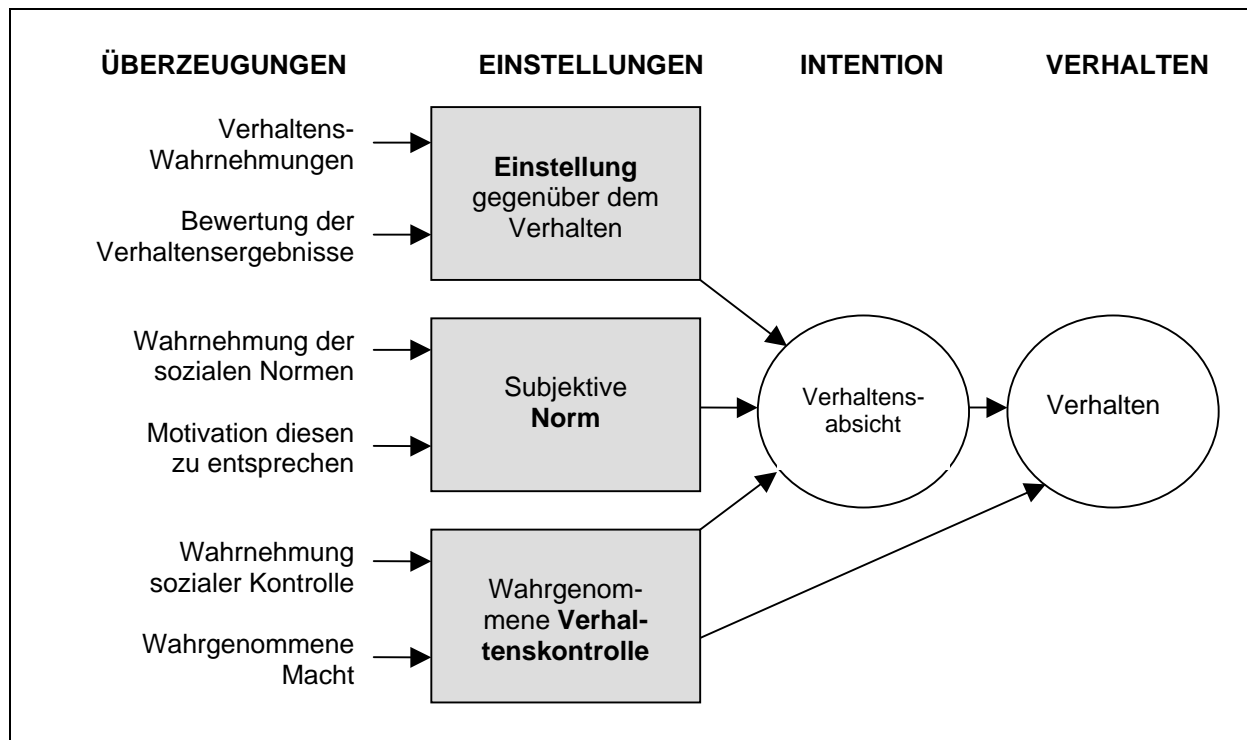 ÜBERZEUGUNGEN EINSTELLUNGEN INTENTION VERHALTEN
Verhaltens-
Wahrnehmungen
Bewertung der
Verhaltensergebnisse
Einstellung
gegenüber dem
Verhalten
Wahrnehmung der
sozialen Normen
Motivation diesen
zu entsprechen
Subjektive
Norm
Wahrnehmung
sozialer Kontrolle
Wahrgenommene
Macht
Wahrgenom-
mene Verhal-
tenskontrolle
Verhaltens-
absicht
Verhalten